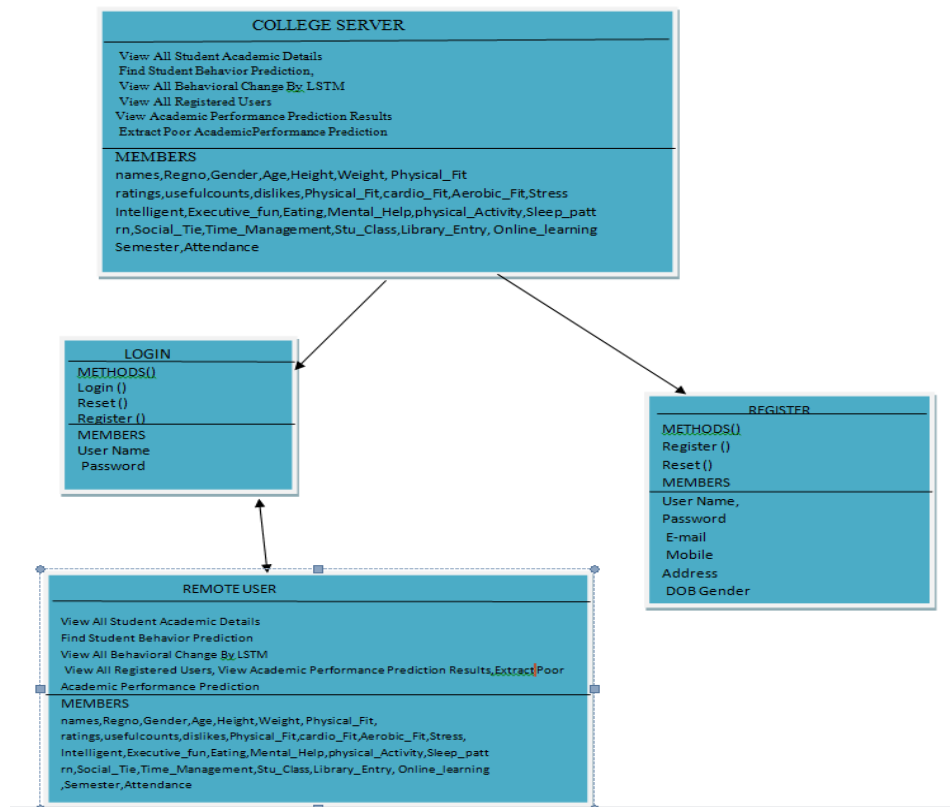 COLLEGE SERVER
View All Student Academic Details
Find Student Behavior Prediction,
View All Behavioral Change By LSTM
View All Registered Users
View Academic Performance Prediction Results
Extract Poor AcademicPerformance Prediction
MEMBERS
names,Regno,Gender,Age,Height,Weight, Physical_Fit
ratings,usefulcounts,dislikes,Physical_Fit,cardio_Fit,Aerobic_Fit,Stress
Intelligent,Executive_fun,Eating,Mental_Help,physical_Activity,Sleep_patt
rn,Social_Tie,Time_Management,Stu_Class,Library_Entry, Online_learning
Semester,Attendance
LOGIN
METHODS()
Login ()
Reset ()
Register ()
MEMBERS
User Name
Password
REGISTER
METHODS()
Register ()
Reset ()
MEMBERS
User Name,
Password
E-mail
Mobile
Address
DOB Gender
REMOTE USER
View All Student Academic Details
Find Student Behavior Prediction
View All Behavioral Change By LSTM
View All Registered Users, View Academic Performance Prediction Results,Extract Poor
Academic Performance Prediction
MEMBERS
names,Regno,Gender,Age,Height,Weight, Physical_Fit,
ratings,usefulcounts,dislikes,Physical_Fit,cardio_Fit,Aerobic_Fit,Stress,
Intelligent,Executive_fun,Eating,Mental_Help,physical_Activity,Sleep_patt
rn,Social_Tie,Time_Management,Stu_Class,Library_Entry, Online_learning
,Semester,Attendance